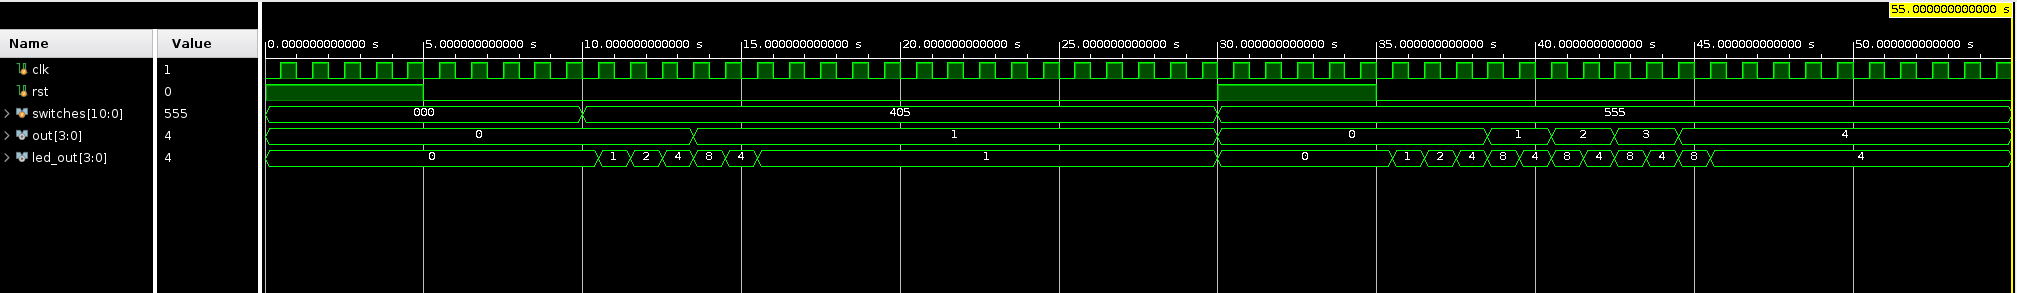 55.000000000000 s
Name Value
0.000000000000 s 5.000000000000 s 10.000000000000 s 15.000000000000 s 20.000000000000 s 25.000000000000 s 30.000000000000 s 35.000000000000 s 40.000000000000 s 45.000000000000 s 50.000000000000 s
clk 1
rst 0
switches[10:0] 555 000 405 555
out[3:0] 4 0 1 0 1 2 3 4
led_out[3:0] 4 0 1 2 4 8 4 1 0 1 2 4 8 4 8 4 8 4 8 4